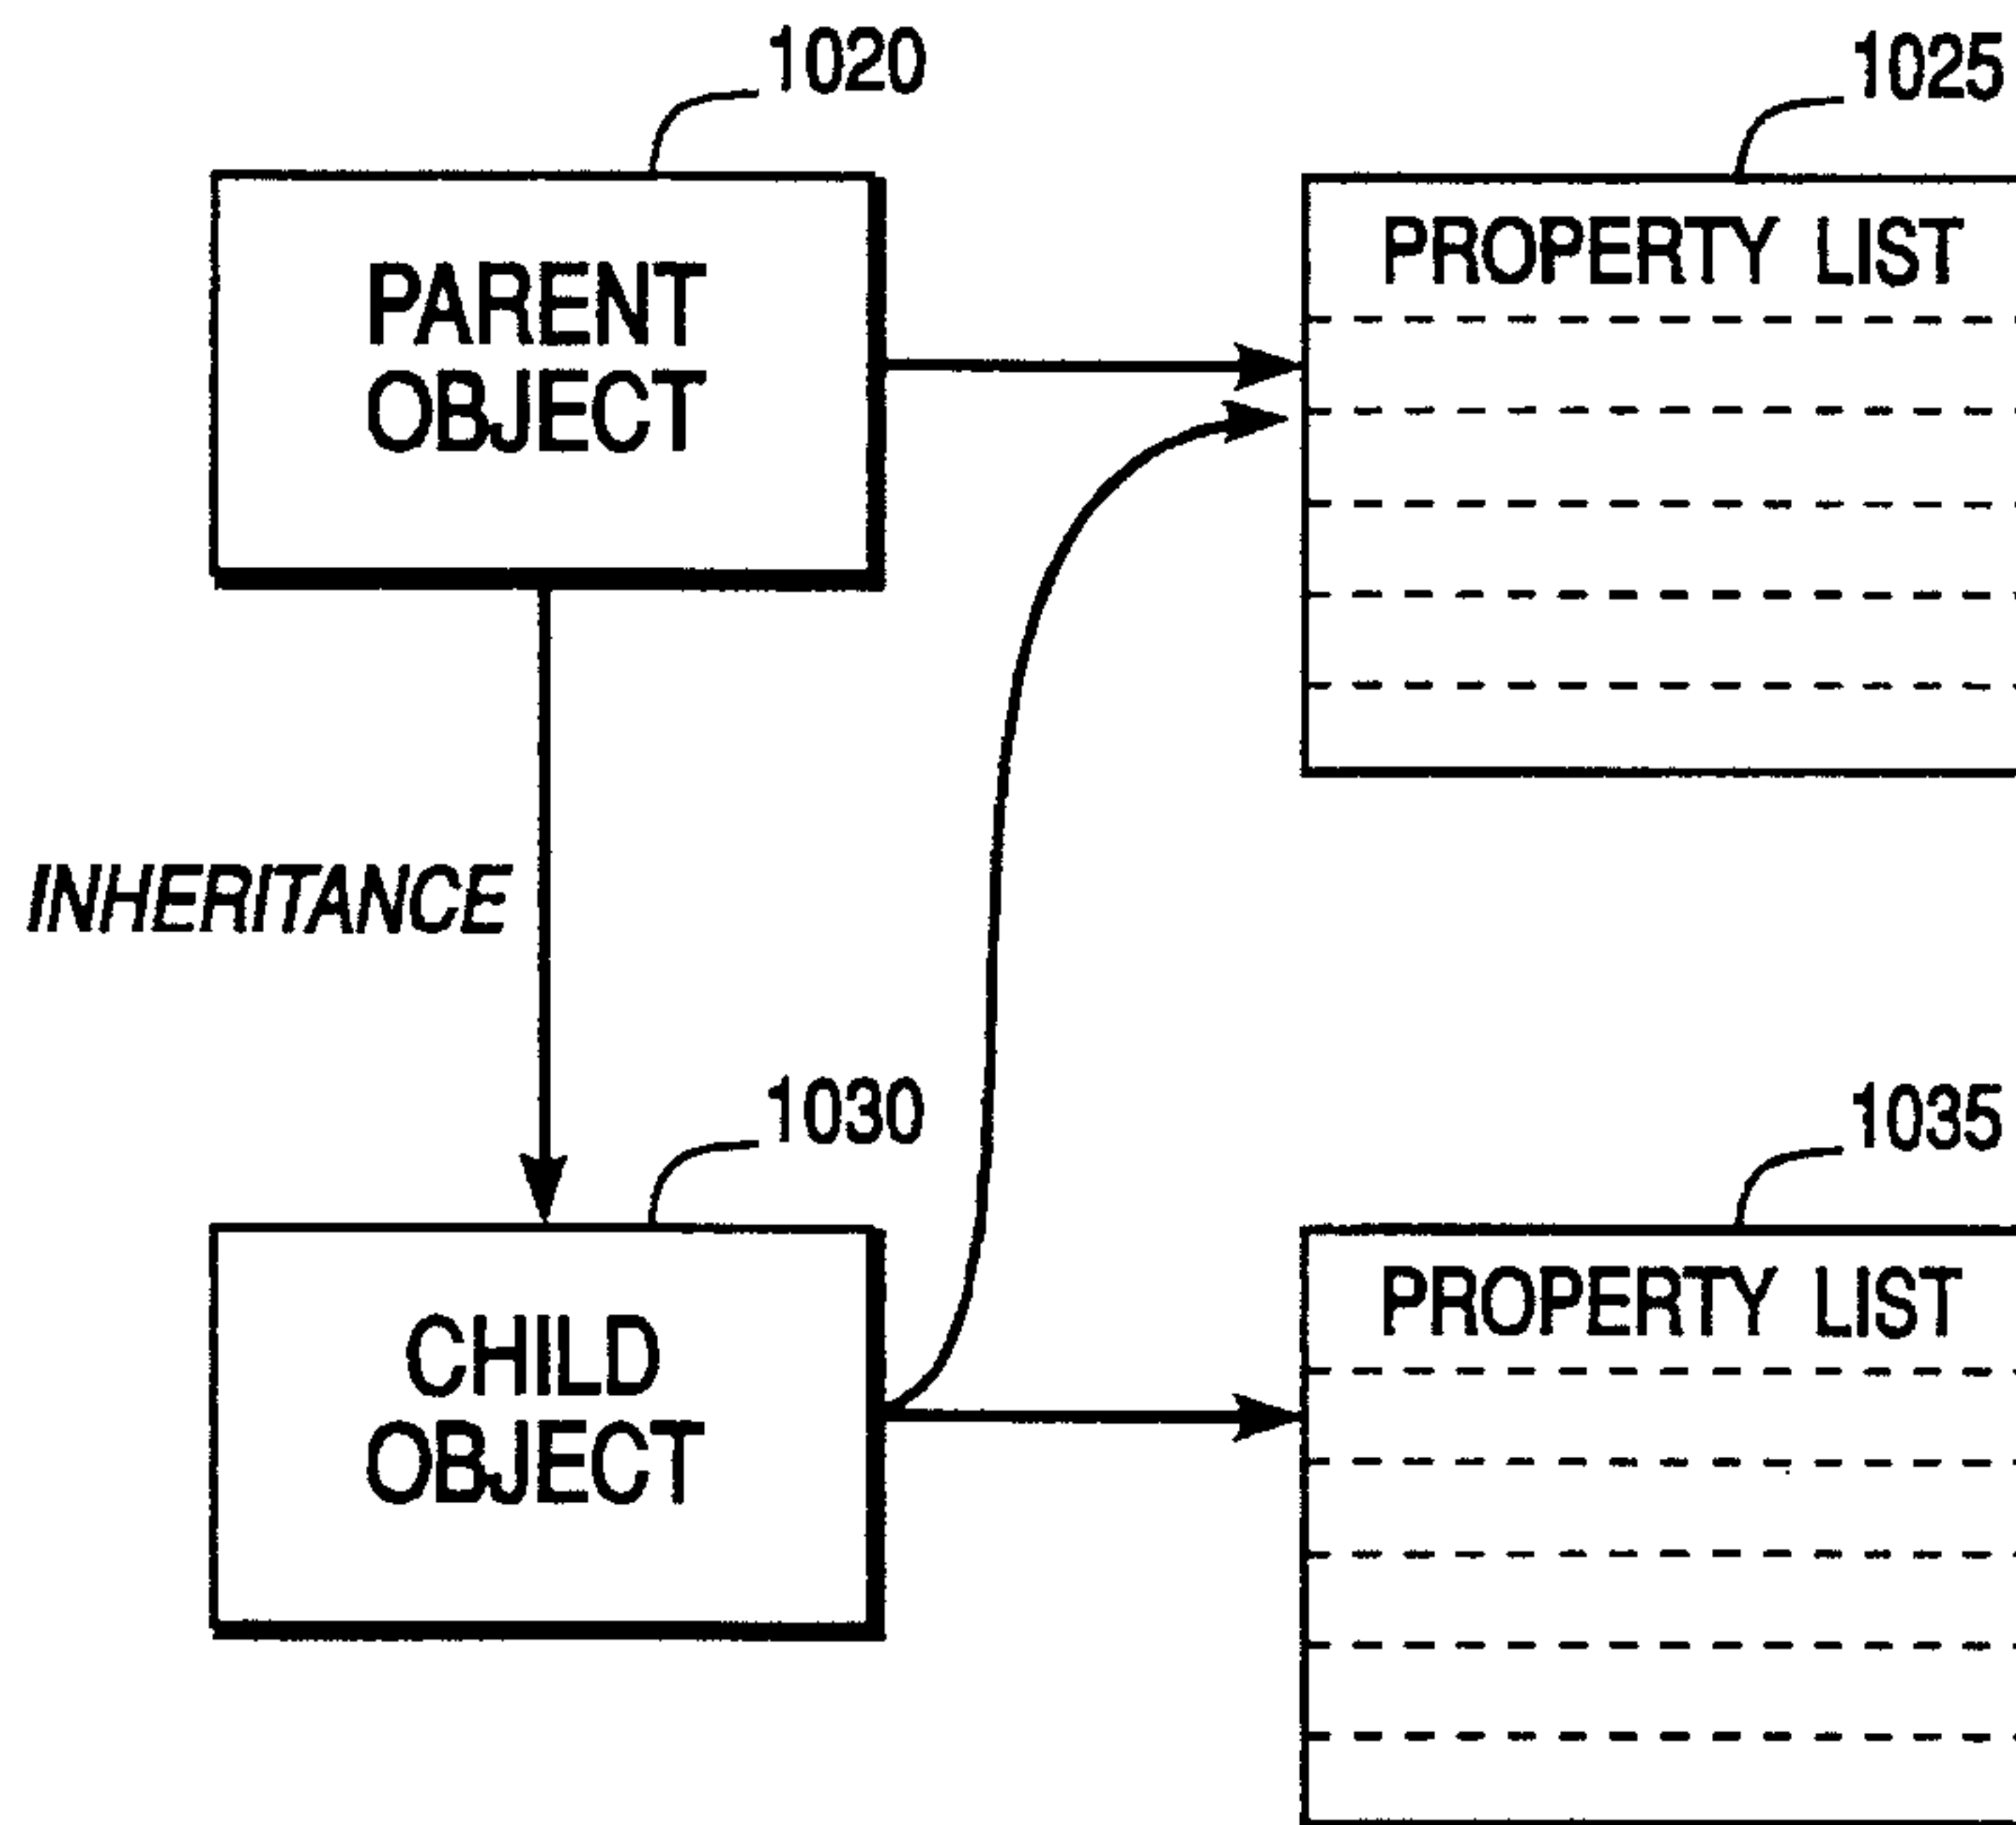 1020
1025
PARENT
OBJECT
PROPERTY LIST
INHERITANCE
1030
1035
CHILD
OBJECT
PROPERTY LIST